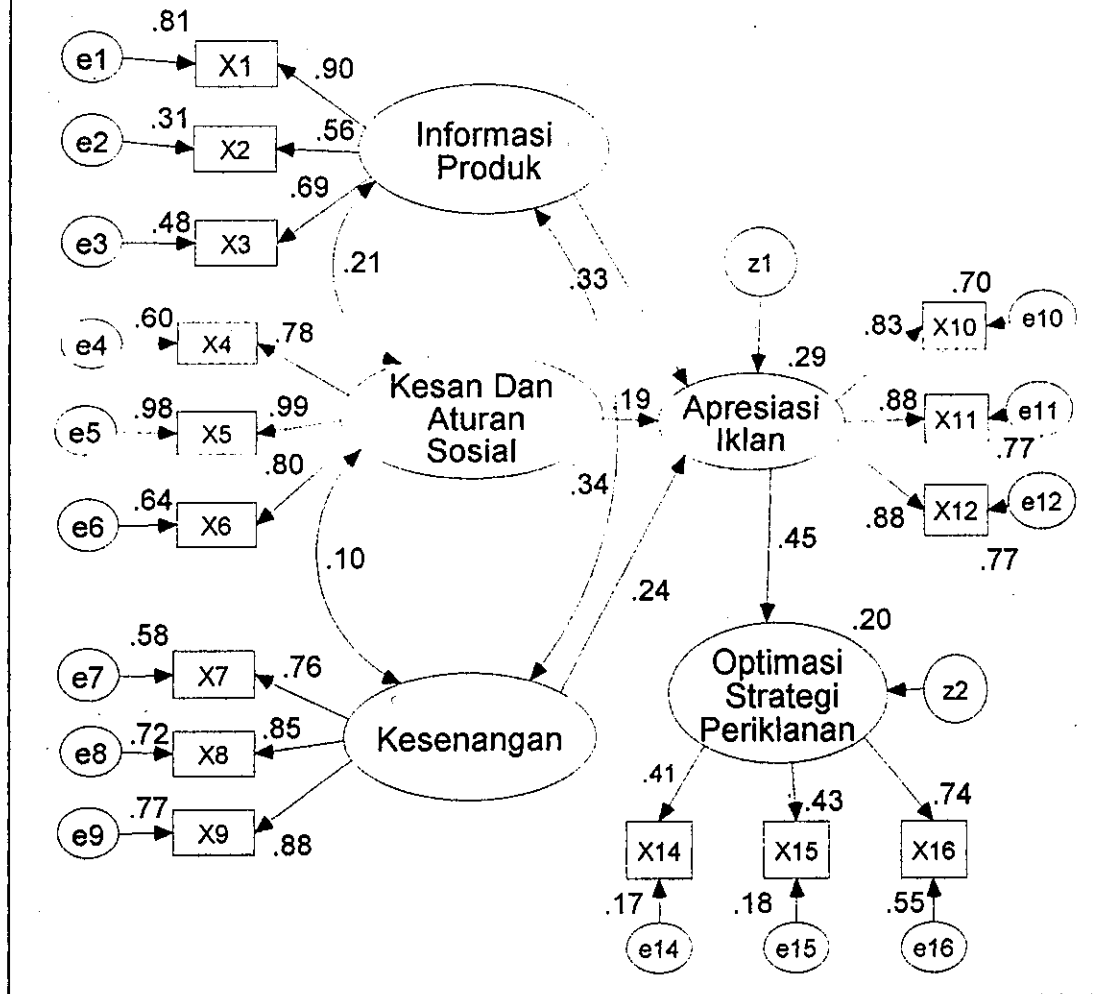 .81
e1
X1
.90
Informasi
Produk
e2
.31
X2
.56
e3
.48
X3
.69
.21
.33
z1
e4
.60
X4
.78
Kesan Dan
Aturan
Sosial
e5
.98
X5
.99
e6
.64
X6
.80
.19
.34
.10
.29
Apresiasi
Iklan
.83
.70
X10
e10
.88
X11
e11
.77
.88
X12
e12
.77
.45
.24
e7
.58
X7
.76
Kesenangan
e8
.72
X8
.85
e9
.77
X9
.88
.20
Optimasi
Strategi
Periklanan
z2
.41
.43
.74
X14
X15
X16
.17
.18
.55
e14
e15
e16